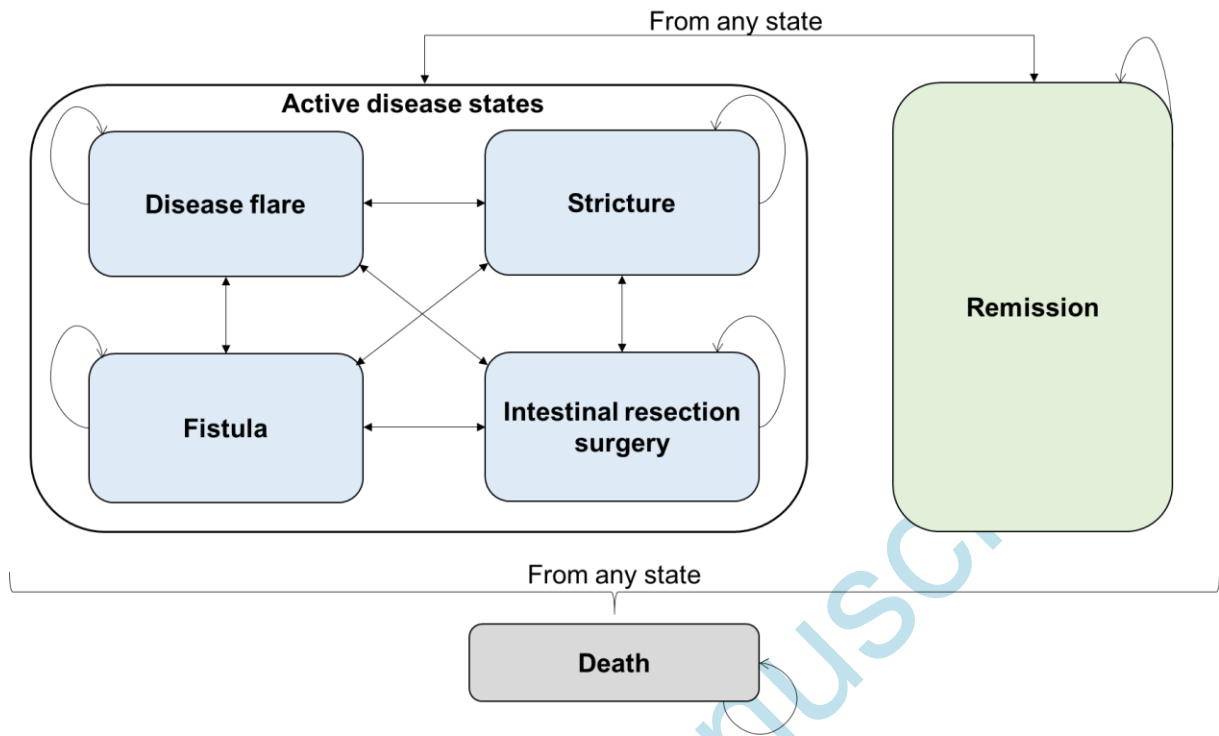 From any state
Active disease states
Disease flare
Stricture
Remission
Fistula
Intestinal resection
surgery
From any state
Death